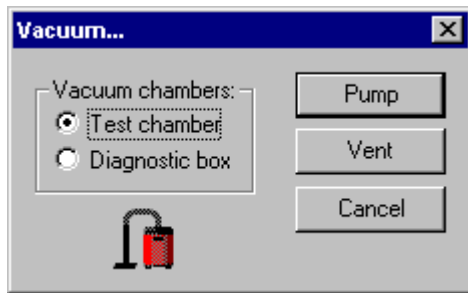 Vacuum...
Vacuum chambers:
Test chamber
Diagnostic box
Pump
Vent
Cancel